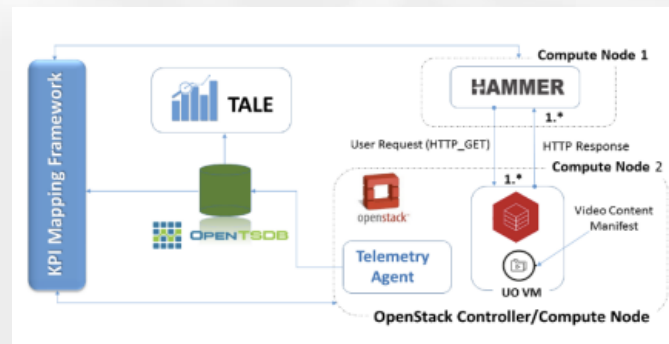 Compute Node 1
HAMMER
1.*
TALE
User Request (HTTP_GET)
HTTP Response
Compute Node 2
1.*
openstack
Video Content
Manifest
KPI Mapping Framework
OPENTSDB
Telemetry
Agent
UO VM
OpenStack Controller/Compute Node